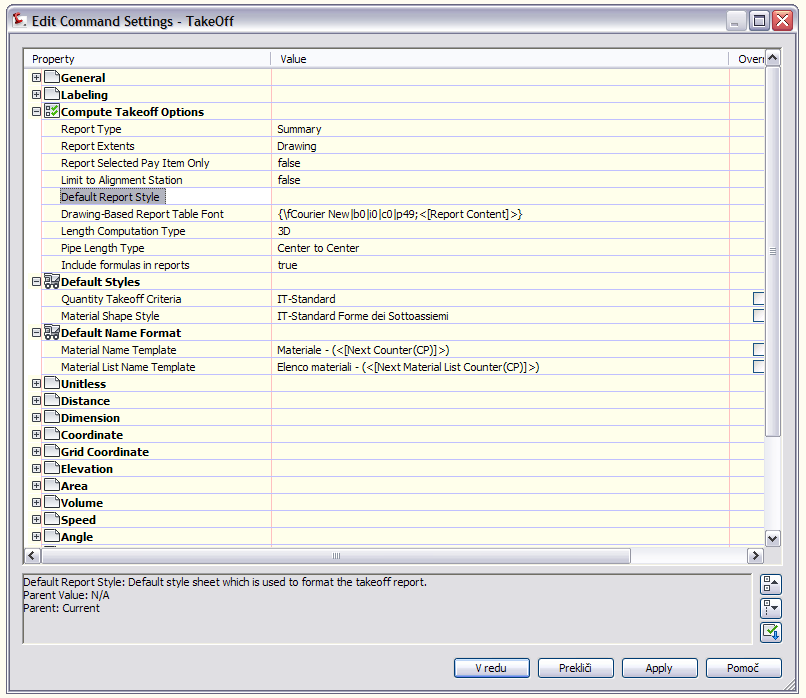 Edit Command Settings - TakeOff
Property Value Overr
General
Labeling
Compute Takeoff Options
Report Type Summary
Report Extents Drawing
Report Selected Pay Item Only false
Limit to Alignment Station false
Default Report Style
Drawing-Based Report Table Font {\fCourier New|b0|i0|c0|p49;<[Report Content]>}
Length Computation Type 3D
Pipe Length Type Center to Center
Include formulas in reports true
Default Styles
Quantity Takeoff Criteria IT-Standard
Material Shape Style IT-Standard Forme dei Sottoassiemi
Default Name Format
Material Name Template Materiale - (<[Next Counter(CP)]>)
Material List Name Template Elenco materiali - (<[Next Material List Counter(CP)]>)
Unitless
Distance
Dimension
Coordinate
Grid Coordinate
Elevation
Area
Volume
Speed
Angle
Default Report Style: Default style sheet which is used to format the takeoff report.
Parent Value: N/A
Parent: Current
V redu Prekliči Apply Pomoč